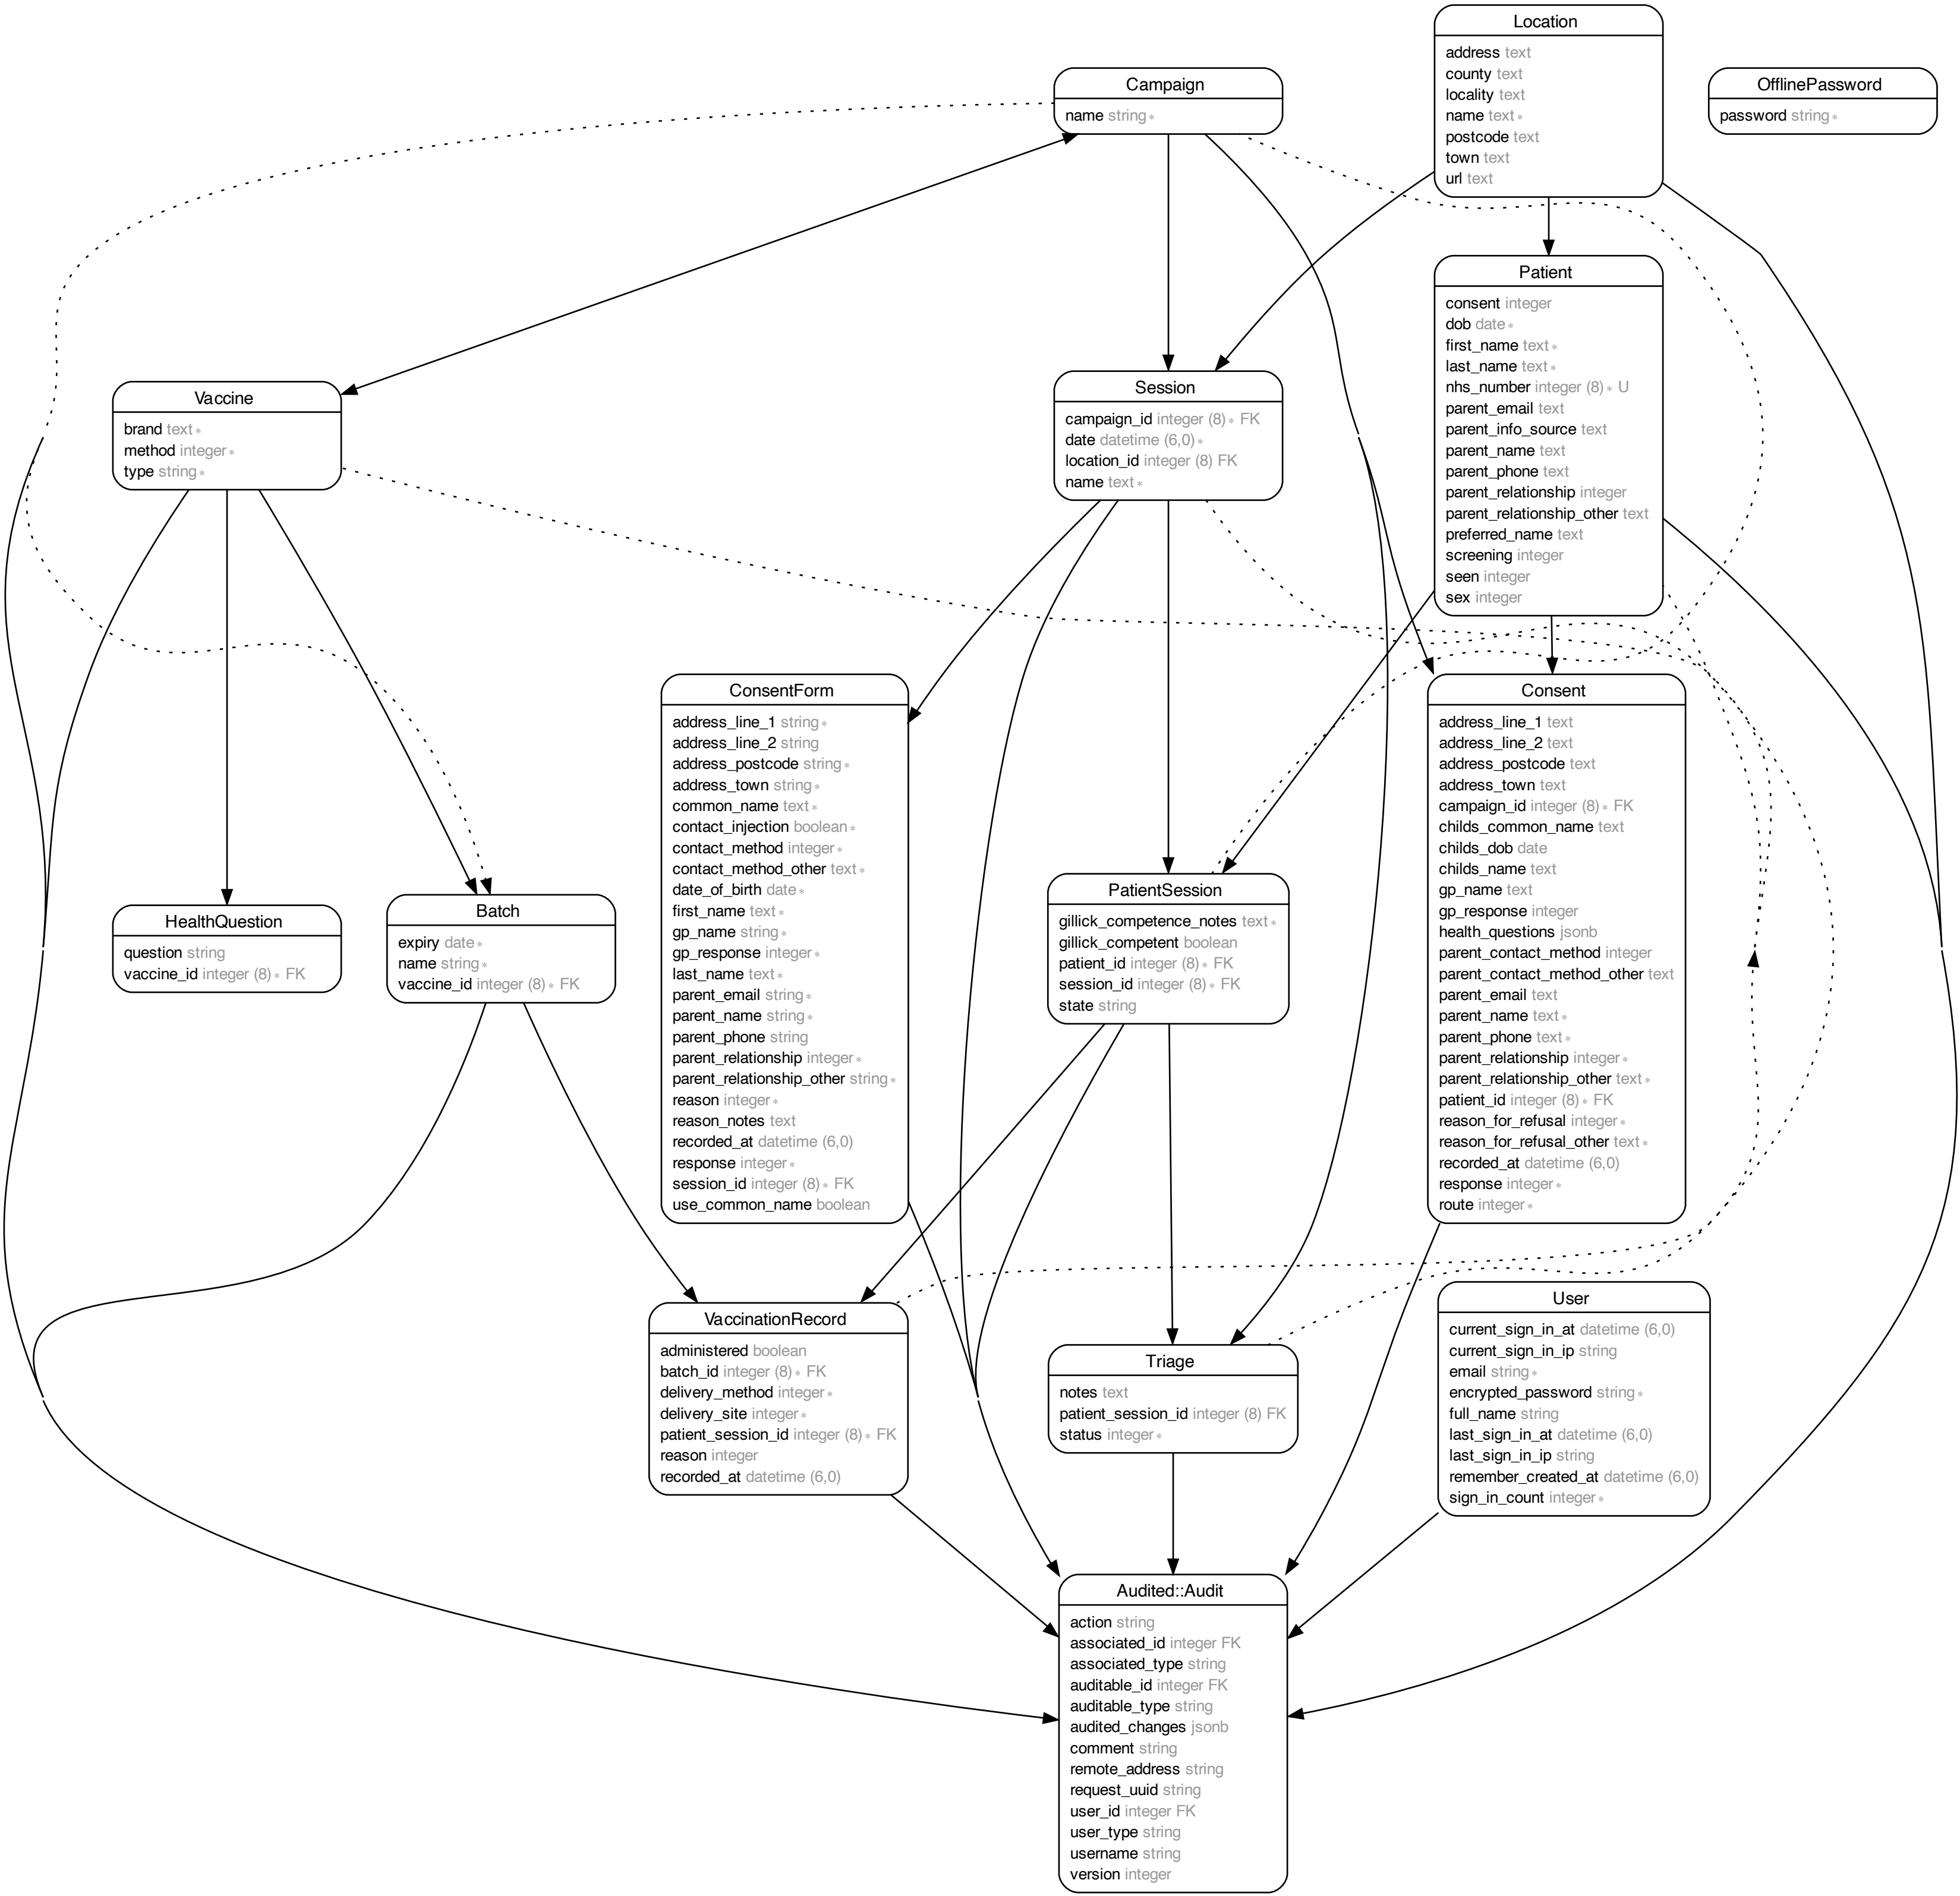 Location
address text
county text
locality text
name text∗
postcode text
town text
url text
Campaign
name string∗
OfflinePassword
password string∗
Patient
consent integer
dob date∗
first_name text∗
last_name text∗
nhs_number integer (8)∗ U
parent_email text
parent_info_source text
parent_name text
parent_phone text
parent_relationship integer
parent_relationship_other text
preferred_name text
screening integer
seen integer
sex integer
Vaccine
brand text∗
method integer∗
type string∗
Session
campaign_id integer (8)∗ FK
date datetime (6,0)∗
location_id integer (8) FK
name text∗
ConsentForm
address_line_1 string∗
address_line_2 string
address_postcode string∗
address_town string∗
common_name text∗
contact_injection boolean∗
contact_method integer∗
contact_method_other text∗
date_of_birth date∗
first_name text∗
gp_name string∗
gp_response integer∗
last_name text∗
parent_email string∗
parent_name string∗
parent_phone string
parent_relationship integer∗
parent_relationship_other string∗
reason integer∗
reason_notes text
recorded_at datetime (6,0)
response integer∗
session_id integer (8)∗ FK
use_common_name boolean
Consent
address_line_1 text
address_line_2 text
address_postcode text
address_town text
campaign_id integer (8)∗ FK
childs_common_name text
childs_dob date
childs_name text
gp_name text
gp_response integer
health_questions jsonb
parent_contact_method integer
parent_contact_method_other text
parent_email text
parent_name text∗
parent_phone text∗
parent_relationship integer∗
parent_relationship_other text∗
patient_id integer (8)∗ FK
reason_for_refusal integer∗
reason_for_refusal_other text∗
recorded_at datetime (6,0)
response integer∗
route integer∗
HealthQuestion
question string
vaccine_id integer (8)∗ FK
Batch
expiry date∗
name string∗
vaccine_id integer (8)∗ FK
PatientSession
gillick_competence_notes text∗
gillick_competent boolean
patient_id integer (8)∗ FK
session_id integer (8)∗ FK
state string
VaccinationRecord
administered boolean
batch_id integer (8)∗ FK
delivery_method integer∗
delivery_site integer∗
patient_session_id integer (8)∗ FK
reason integer
recorded_at datetime (6,0)
Triage
notes text
patient_session_id integer (8) FK
status integer∗
User
current_sign_in_at datetime (6,0)
current_sign_in_ip string
email string∗
encrypted_password string∗
full_name string
last_sign_in_at datetime (6,0)
last_sign_in_ip string
remember_created_at datetime (6,0)
sign_in_count integer∗
Audited::Audit
action string
associated_id integer FK
associated_type string
auditable_id integer FK
auditable_type string
audited_changes jsonb
comment string
remote_address string
request_uuid string
user_id integer FK
user_type string
username string
version integer